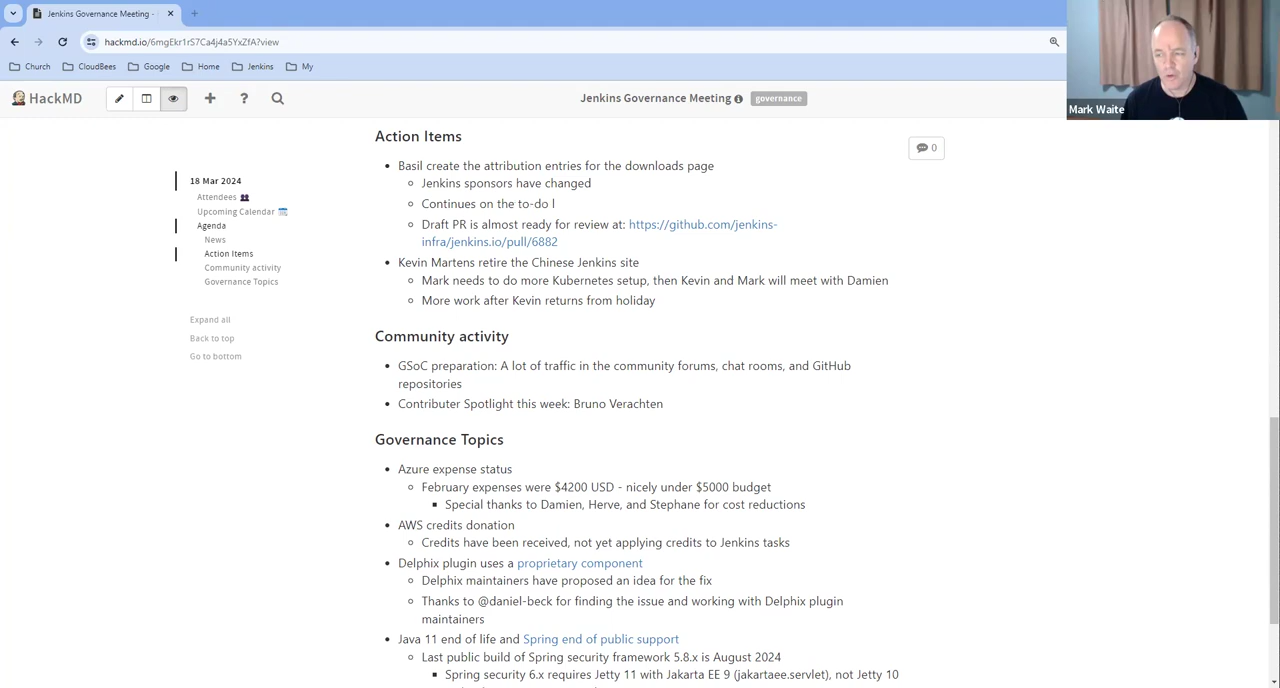 Jenkins Governance Meeting -
hackmd.io/6mgEkr1rS7Ca4j4a5YxZfA?view
Church
CloudBees
Google
Home
Jenkins
My
HackMD
Jenkins Governance Meeting
governance
Mark Waite
0
18 Mar 2024
Attendees
Upcoming Calendar
Agenda
News
Action Items
Community activity
Governance Topics
Expand all
Back to top
Go to bottom
Action Items
Basil create the attribution entries for the downloads page
Jenkins sponsors have changed
Continues on the to-do l
Draft PR is almost ready for review at: https://github.com/jenkins-
infra/jenkins.io/pull/6882
Kevin Martens retire the Chinese Jenkins site
Mark needs to do more Kubernetes setup, then Kevin and Mark will meet with Damien
More work after Kevin returns from holiday
Community activity
GSoC preparation: A lot of traffic in the community forums, chat rooms, and GitHub
repositories
Contributer Spotlight this week: Bruno Verachten
Governance Topics
Azure expense status
February expenses were $4200 USD - nicely under $5000 budget
Special thanks to Damien, Herve, and Stephane for cost reductions
AWS credits donation
Credits have been received, not yet applying credits to Jenkins tasks
Delphix plugin uses a proprietary component
Delphix maintainers have proposed an idea for the fix
Thanks to @daniel-beck for finding the issue and working with Delphix plugin
maintainers
Java 11 end of life and Spring end of public support
Last public build of Spring security framework 5.8.x is August 2024
Spring security 6.x requires Jetty 11 with Jakarta EE 9 (jakartaee.servlet), not Jetty 10